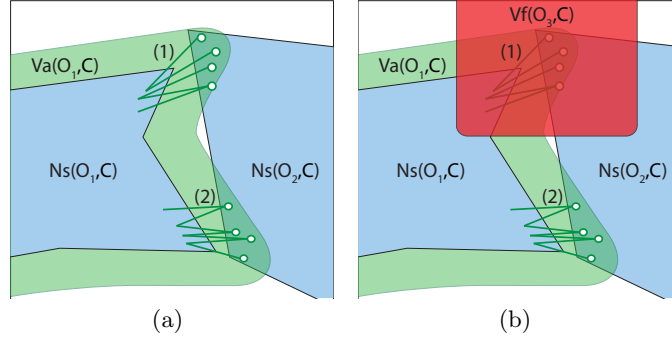 Va(O₁,C)
(1)
Ns(O₁,C)
Ns(O₂,C)
(2)
(a)
Vf(O₃,C)
Va(O₁,C)
(1)
Ns(O₁,C)
Ns(O₂,C)
(2)
(b)